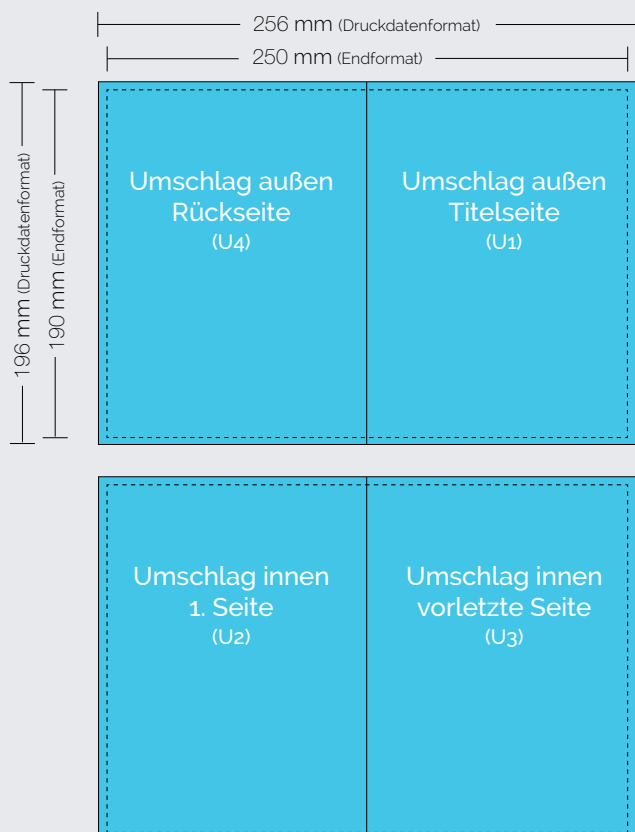 256 mm (Druckdatenformat)
250 mm (Endformat)
196 mm (Druckdatenformat)
190 mm (Endformat)
Umschlag außen
Rückseite
(U4)
Umschlag außen
Titelseite
(U1)
Umschlag innen
1. Seite
(U2)
Umschlag innen
vorletzte Seite
(U3)